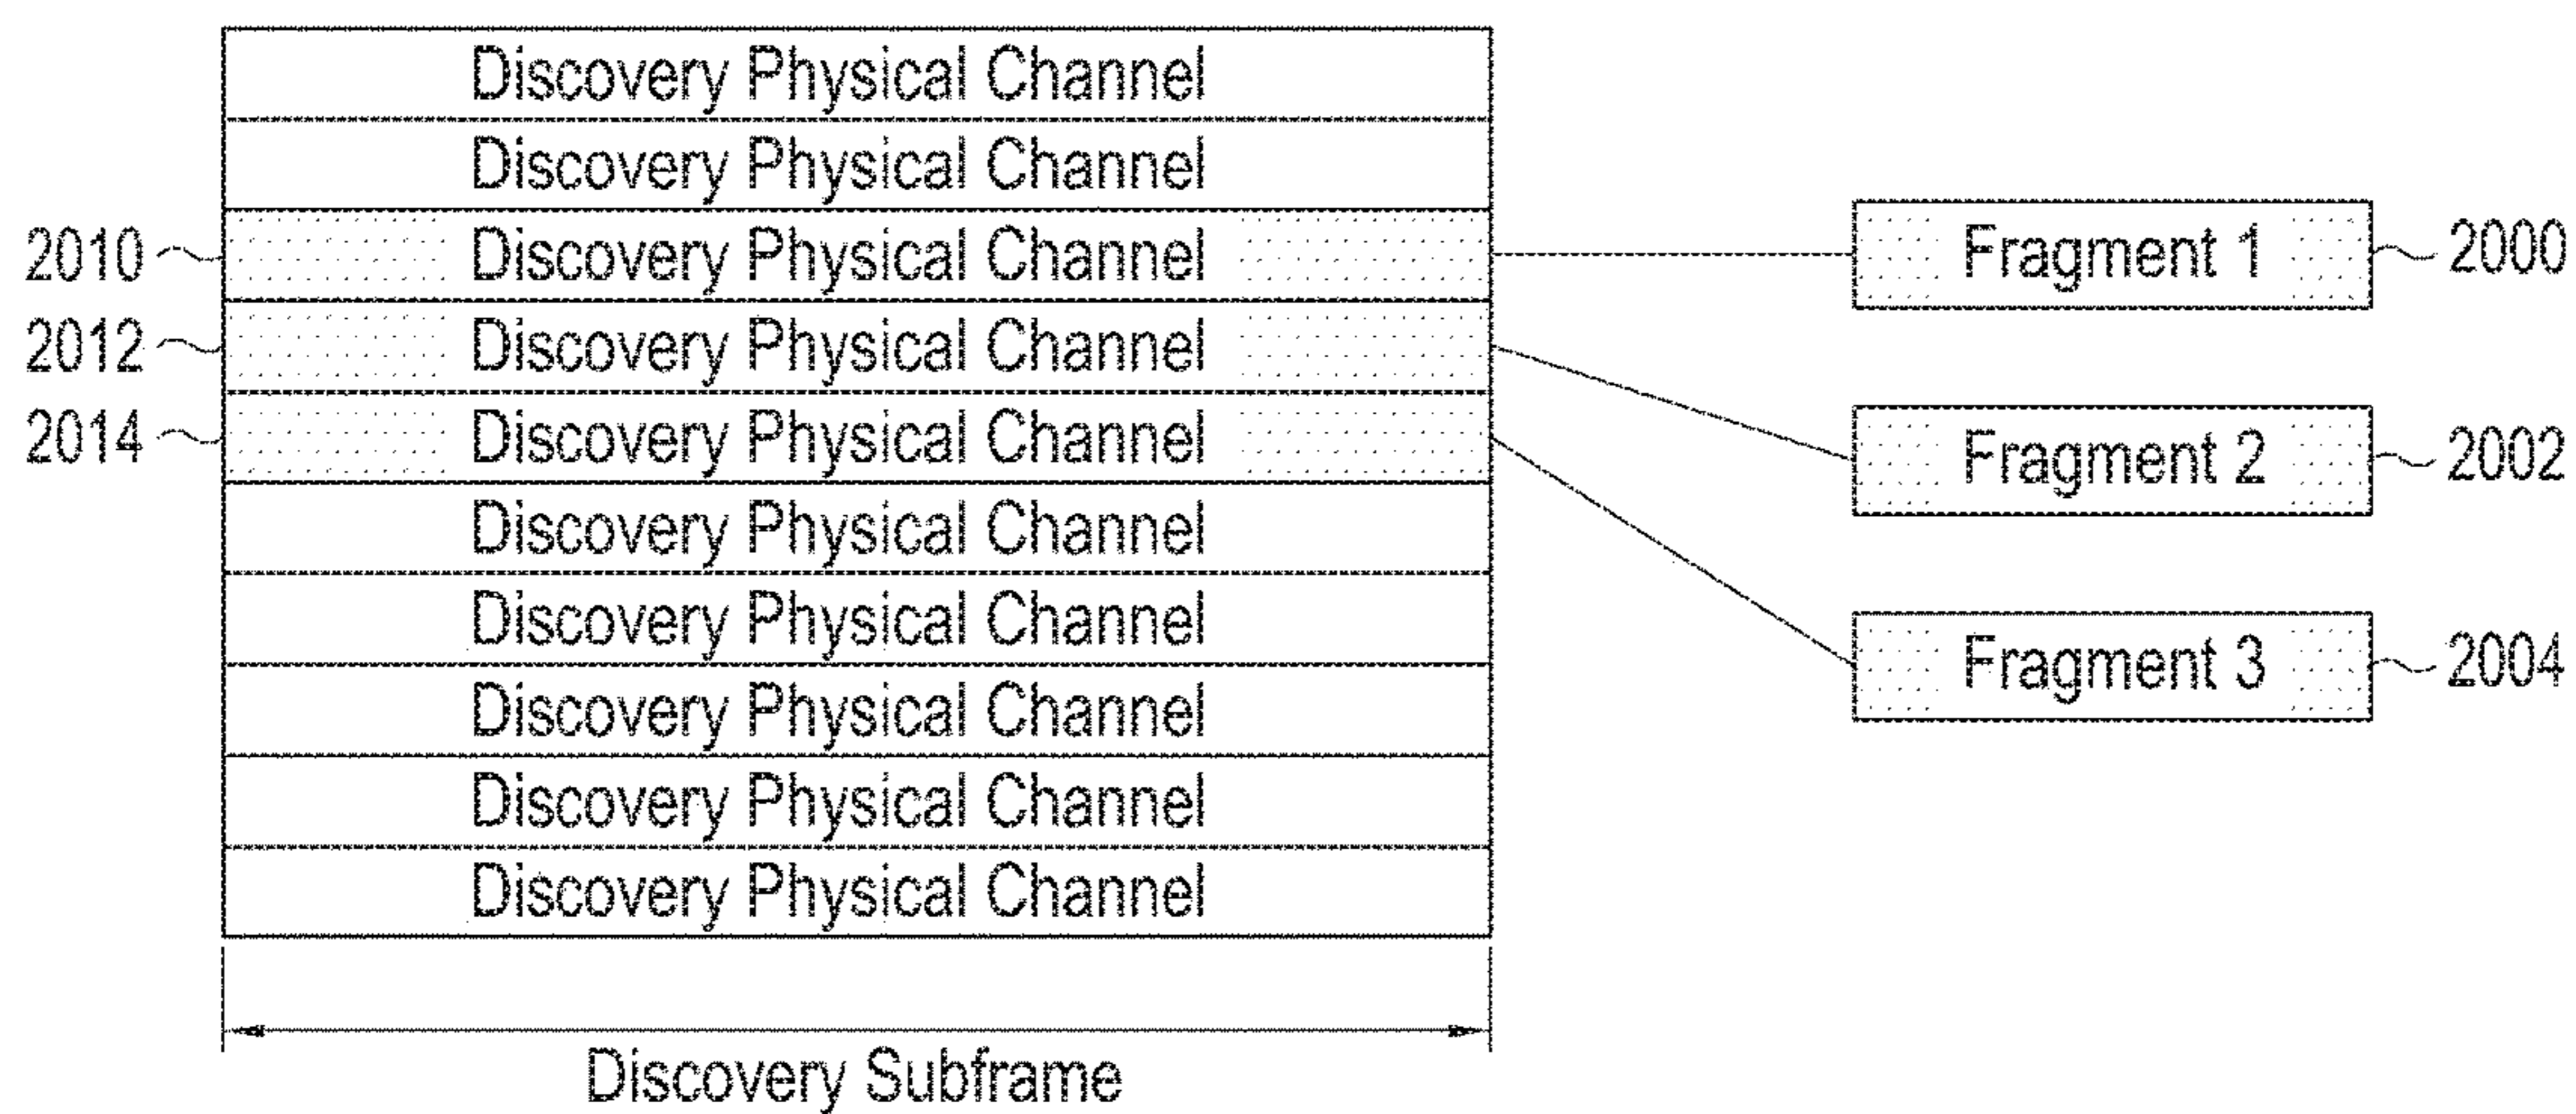 Discovery Physical Channel
Discovery Physical Channel
2010 Discovery Physical Channel Fragment 1 2000
2012 Discovery Physical Channel
2014 Discovery Physical Channel Fragment 2 2002
Discovery Physical Channel
Discovery Physical Channel Fragment 3 2004
Discovery Physical Channel
Discovery Physical Channel
Discovery Physical Channel
Discovery Subframe